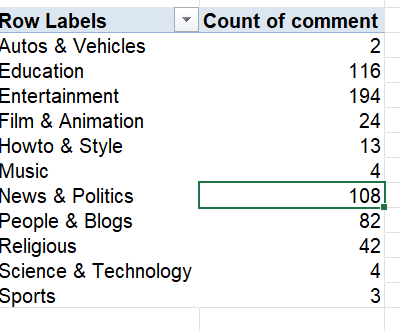 Row Labels Count of comment
Autos & Vehicles 2
Education 116
Entertainment 194
Film & Animation 24
Howto & Style 13
Music 4
News & Politics 108
People & Blogs 82
Religious 42
Science & Technology 4
Sports 3